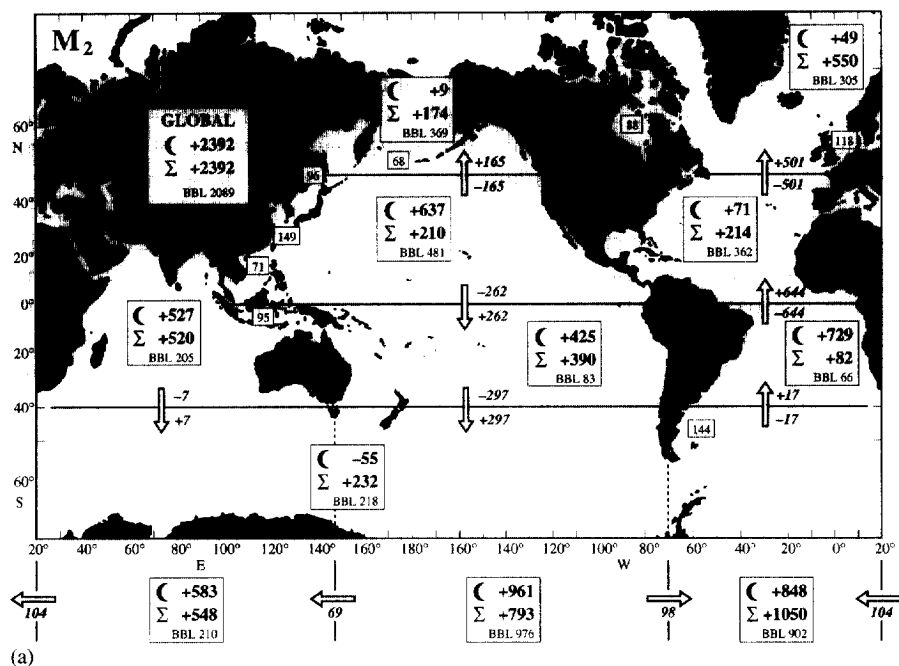 M₂
☾ +49
Σ +550
BBL 305
☾ +9
Σ +174
BBL 369
GLOBAL
☾ +2392
Σ +2392
BBL 2089
88
118
68
96
+165
−165
+501
−501
☾ +637
Σ +210
BBL 481
☾ +71
Σ +214
BBL 362
149
71
95
−262
+262
+644
−644
☾ +527
Σ +520
BBL 205
☾ +425
Σ +390
BBL 83
☾ +729
Σ +82
BBL 66
−7
+7
−297
+297
+17
−17
144
☾ −55
Σ +232
BBL 218
60°
N
40°
20°
0°
20°
40°
60°
S
20° 40° 60° 80° 100° 120° 140° 160° 180° 160° 140° 120° 100° 80° 60° 40° 20° 0° 20°
E W
104 69 98 104
☾ +583
Σ +548
BBL 210
☾ +961
Σ +793
BBL 976
☾ +848
Σ +1050
BBL 902
(a)